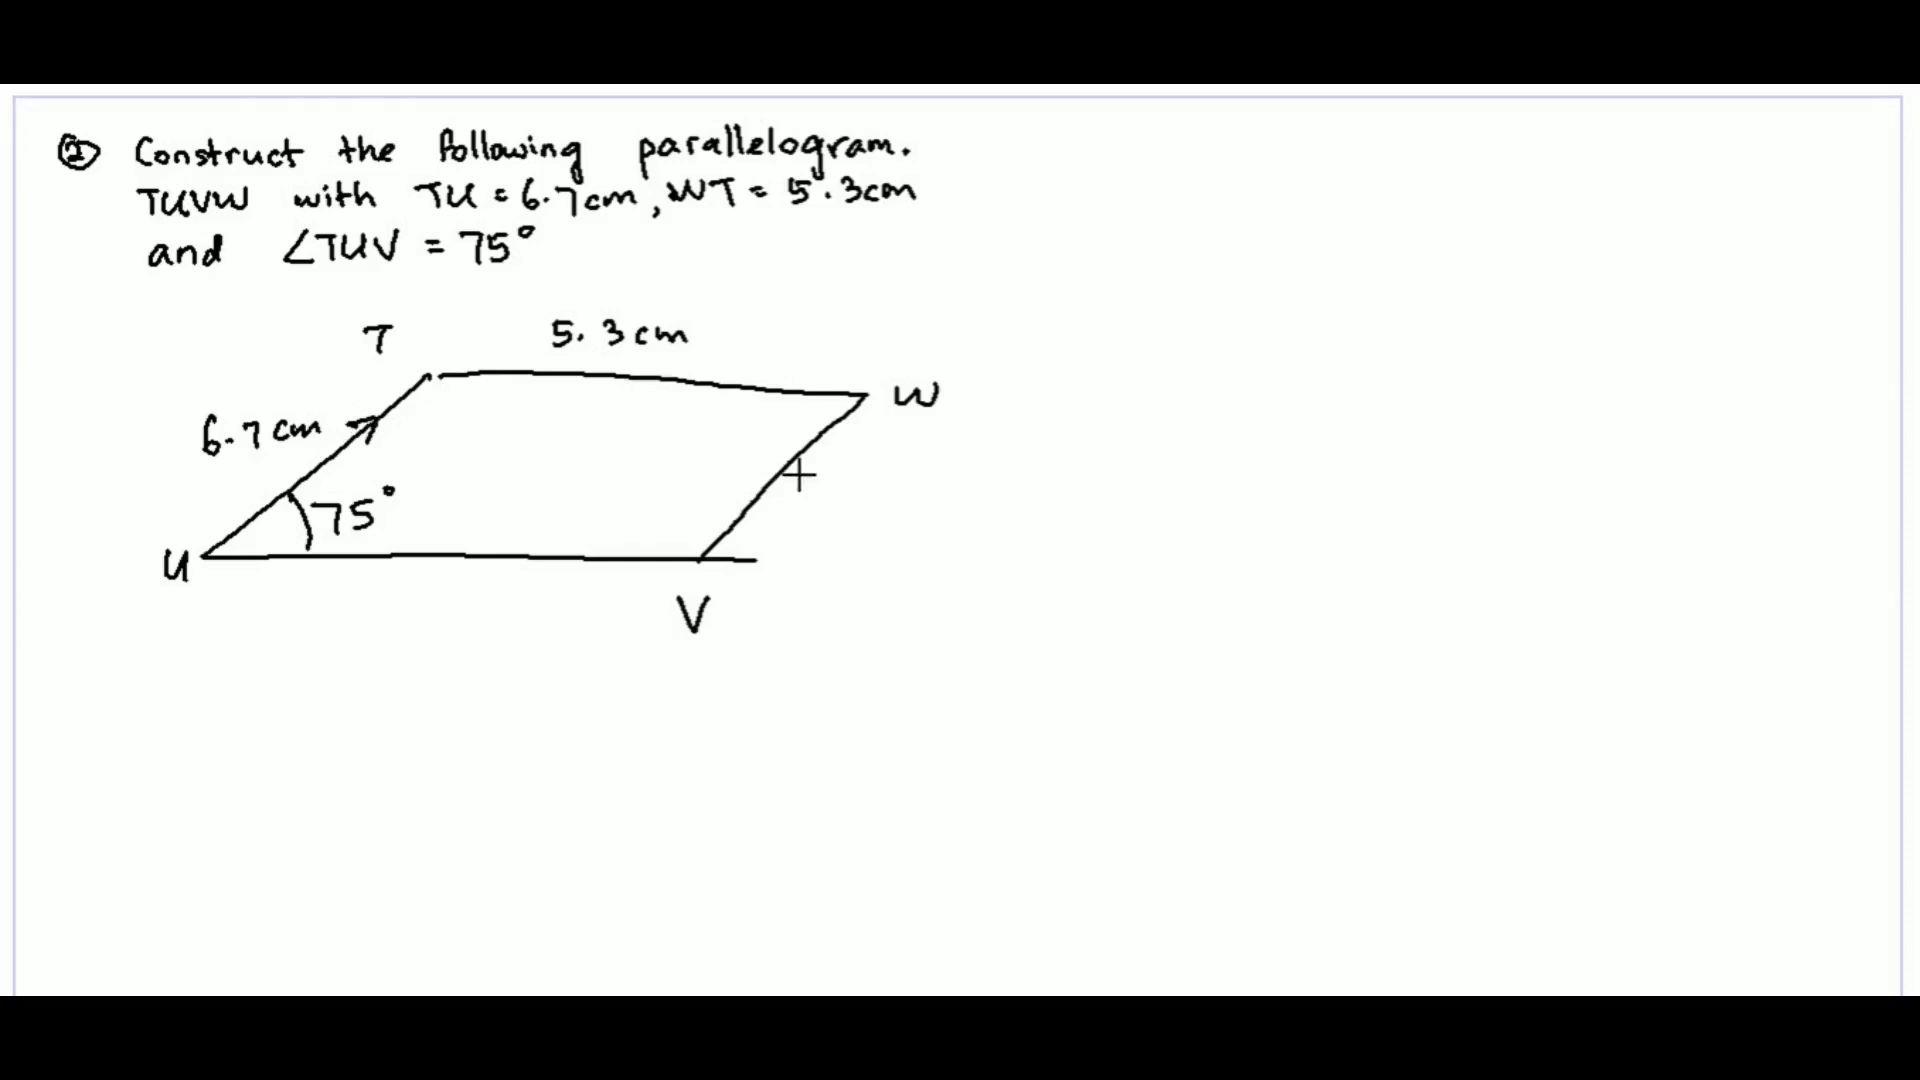 ② Construct the following parallelogram.
TUVW with TU = 6.7cm, WT = 5.3cm
and ∠TUV = 75°
T 5.3cm
W
6.7cm
75°
U
V